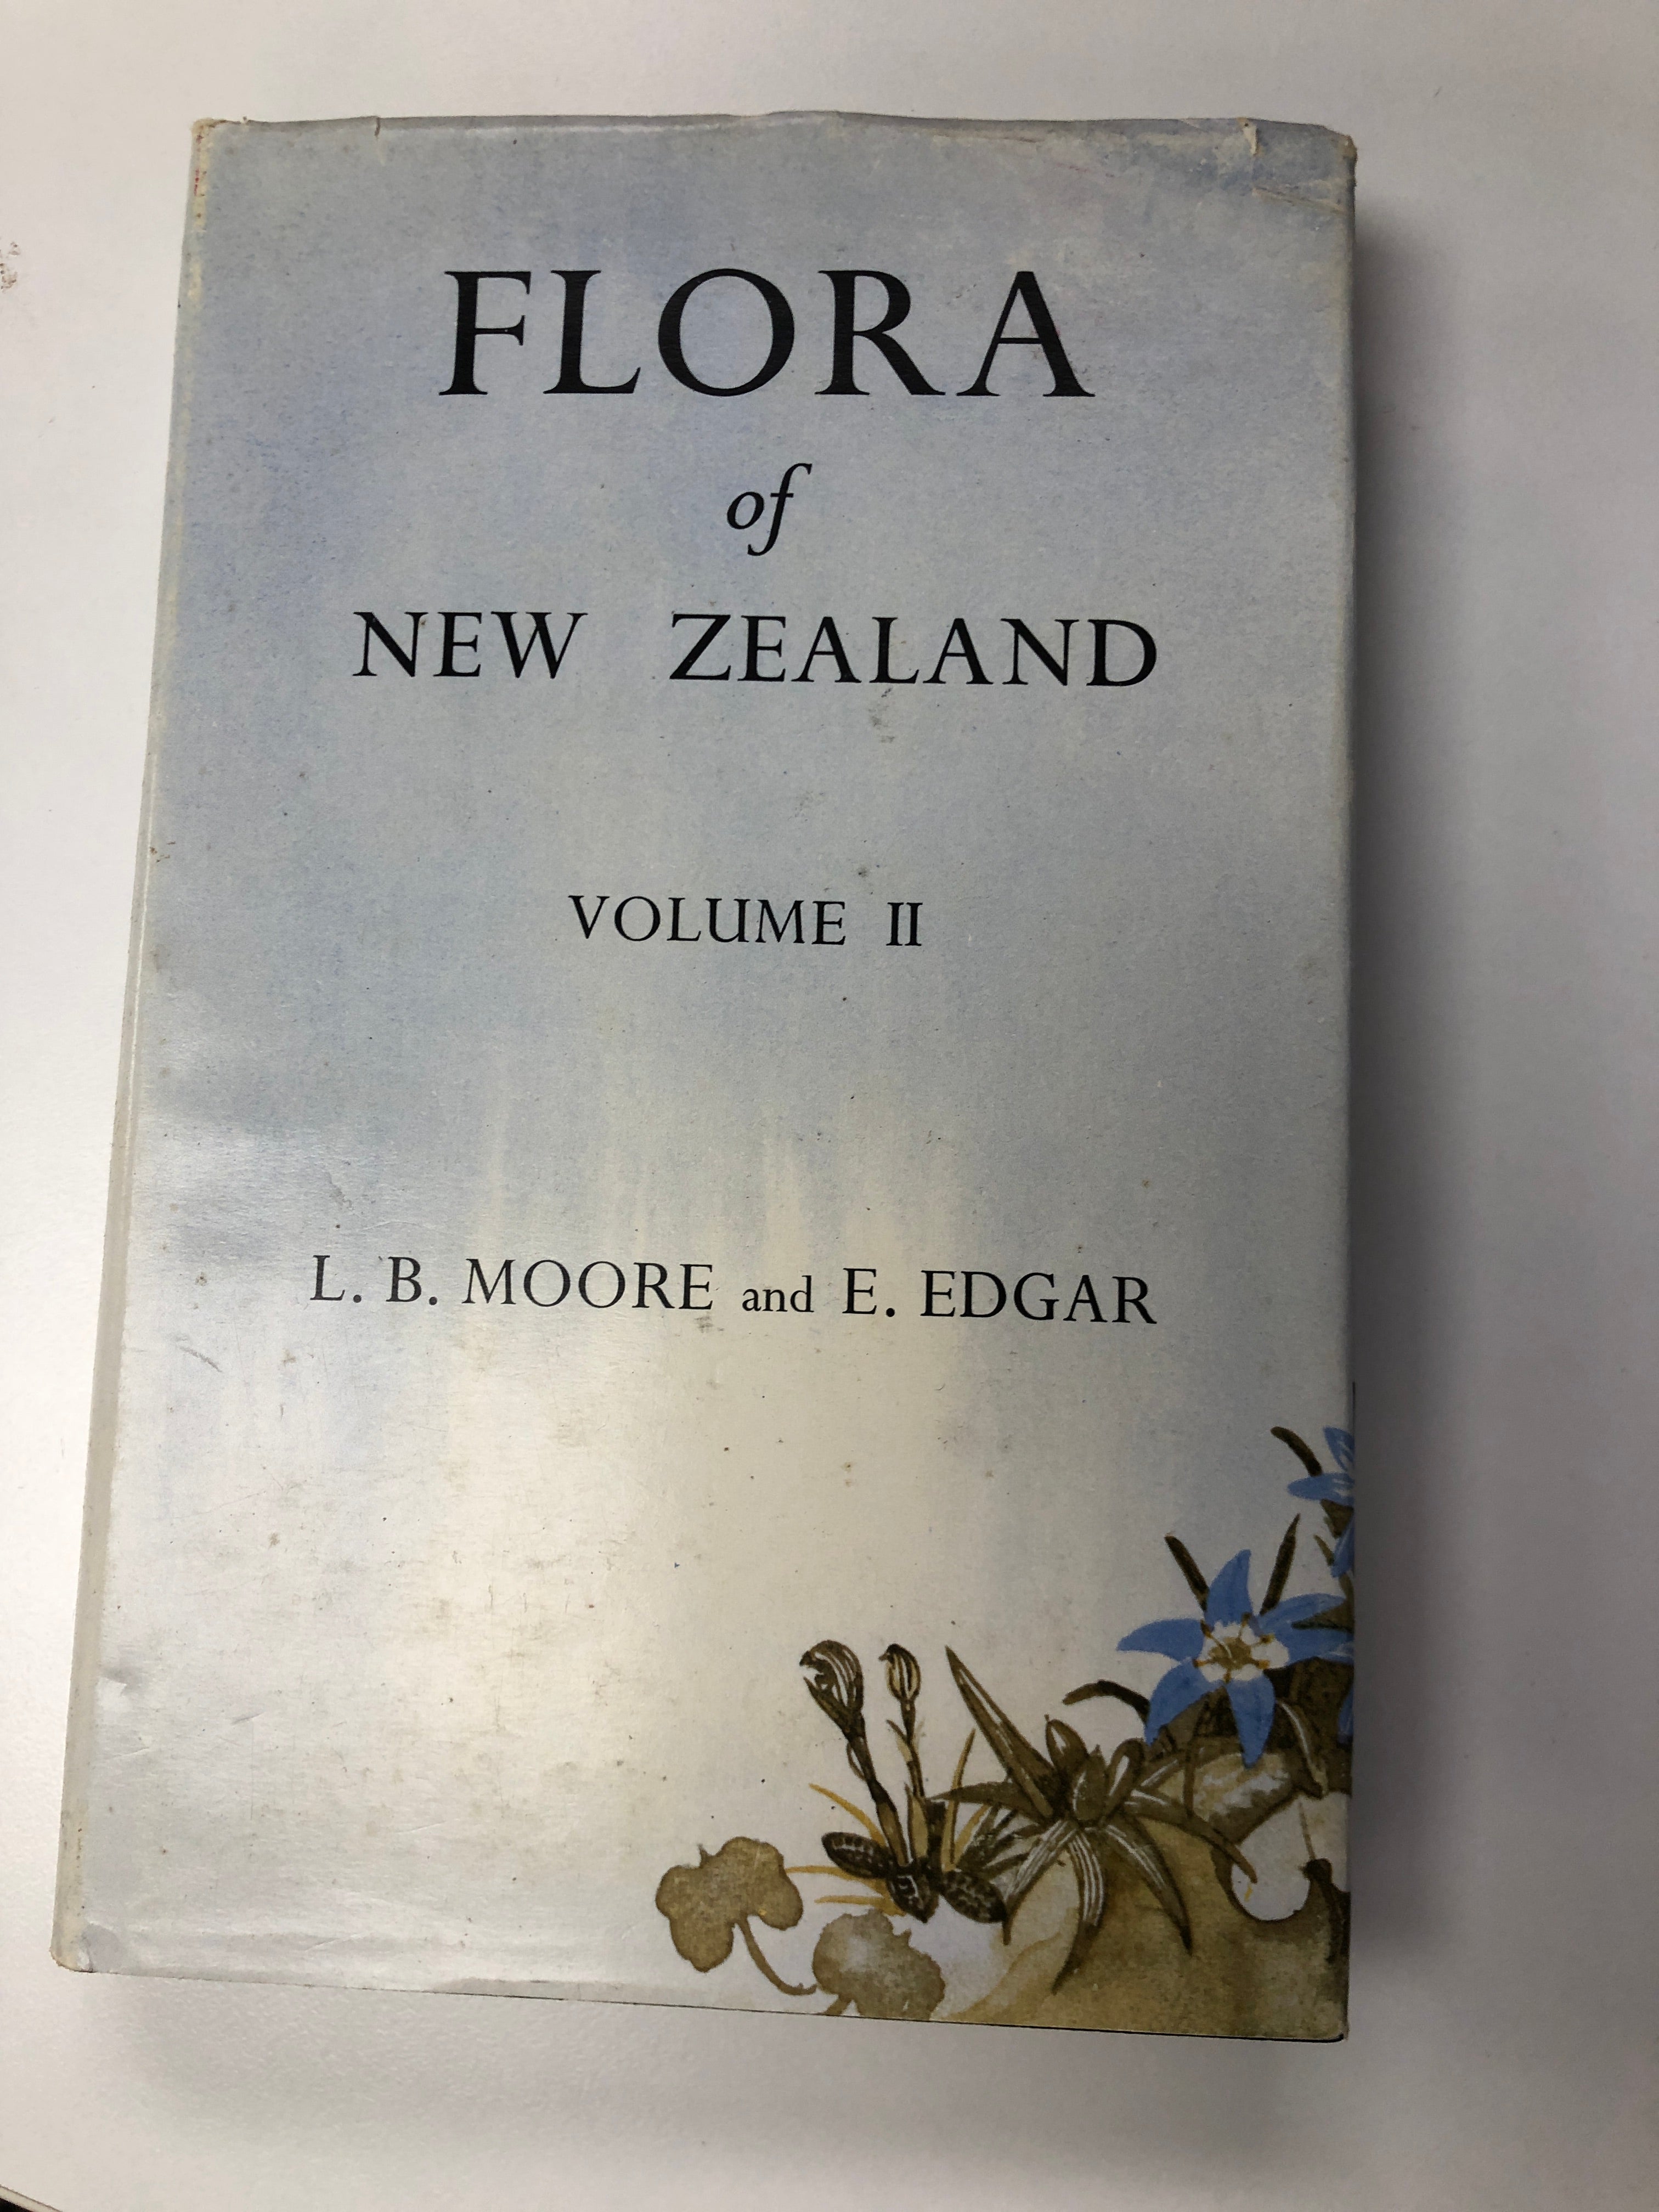 FLORA
of
NEW ZEALAND
VOLUME II
L. B. MOORE and E. EDGAR